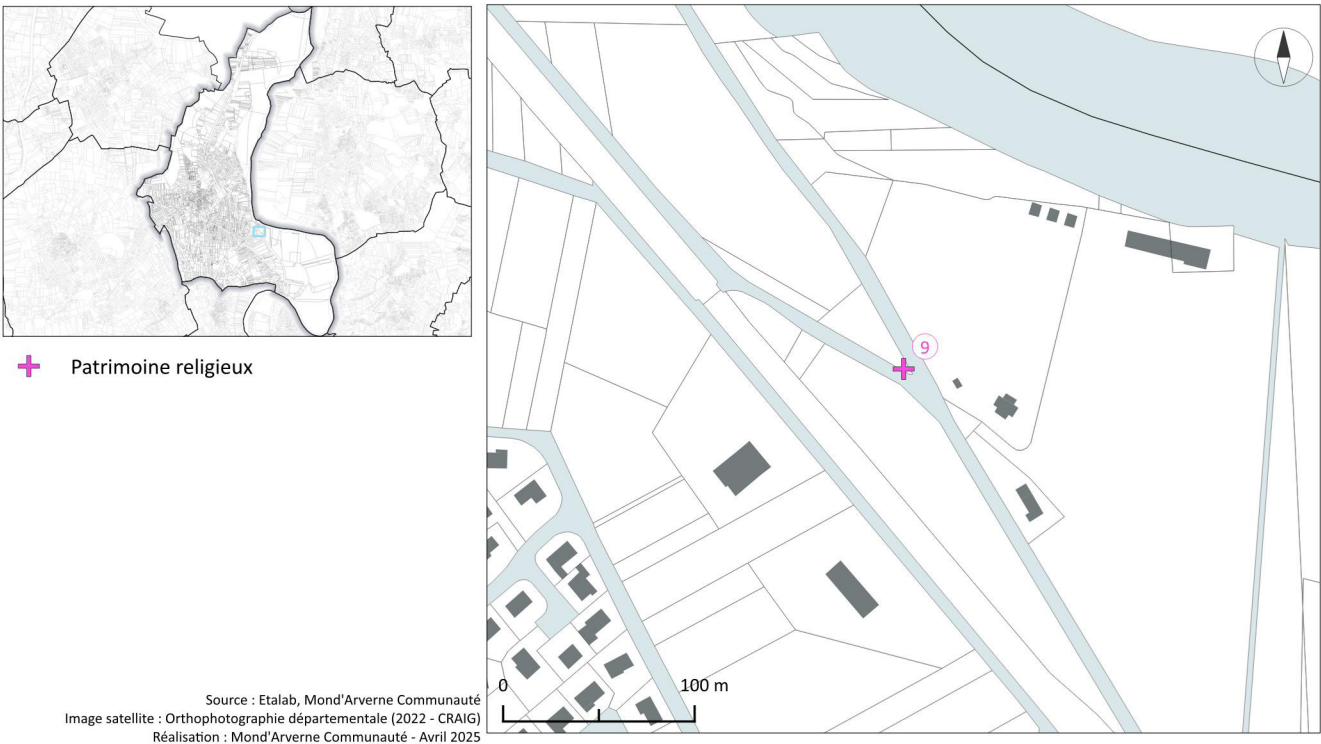 9
Patrimoine religieux
0 100 m
Source : Etalab, Mond'Arverne Communauté
Image satellite : Orthophotographie départementale (2022 - CRAIG)
Réalisation : Mond'Arverne Communauté - Avril 2025